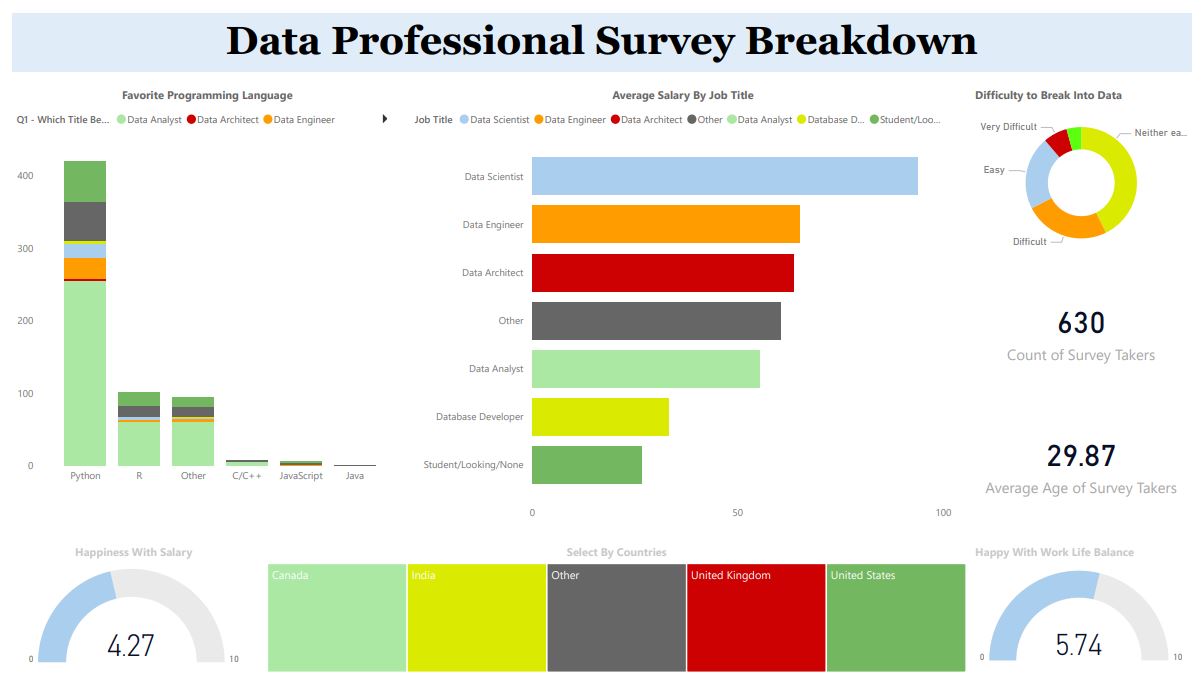 Data Professional Survey Breakdown
Favorite Programming Language
Q1 - Which Title Be... Data Analyst Data Architect Data Engineer
400
300
200
100
0
Python R Other C/C++ JavaScript Java
Average Salary By Job Title
Job Title Data Scientist Data Engineer Data Architect Other Data Analyst Database D... Student/Loo...
Data Scientist
Data Engineer
Data Architect
Other
Data Analyst
Database Developer
Student/Looking/None
0 50 100
Difficulty to Break Into Data
Very Difficult
Neither ea...
Easy
Difficult
630
Count of Survey Takers
29.87
Average Age of Survey Takers
Happiness With Salary
4.27
0 10
Select By Countries
Canada India Other United Kingdom United States
Happy With Work Life Balance
5.74
0 10